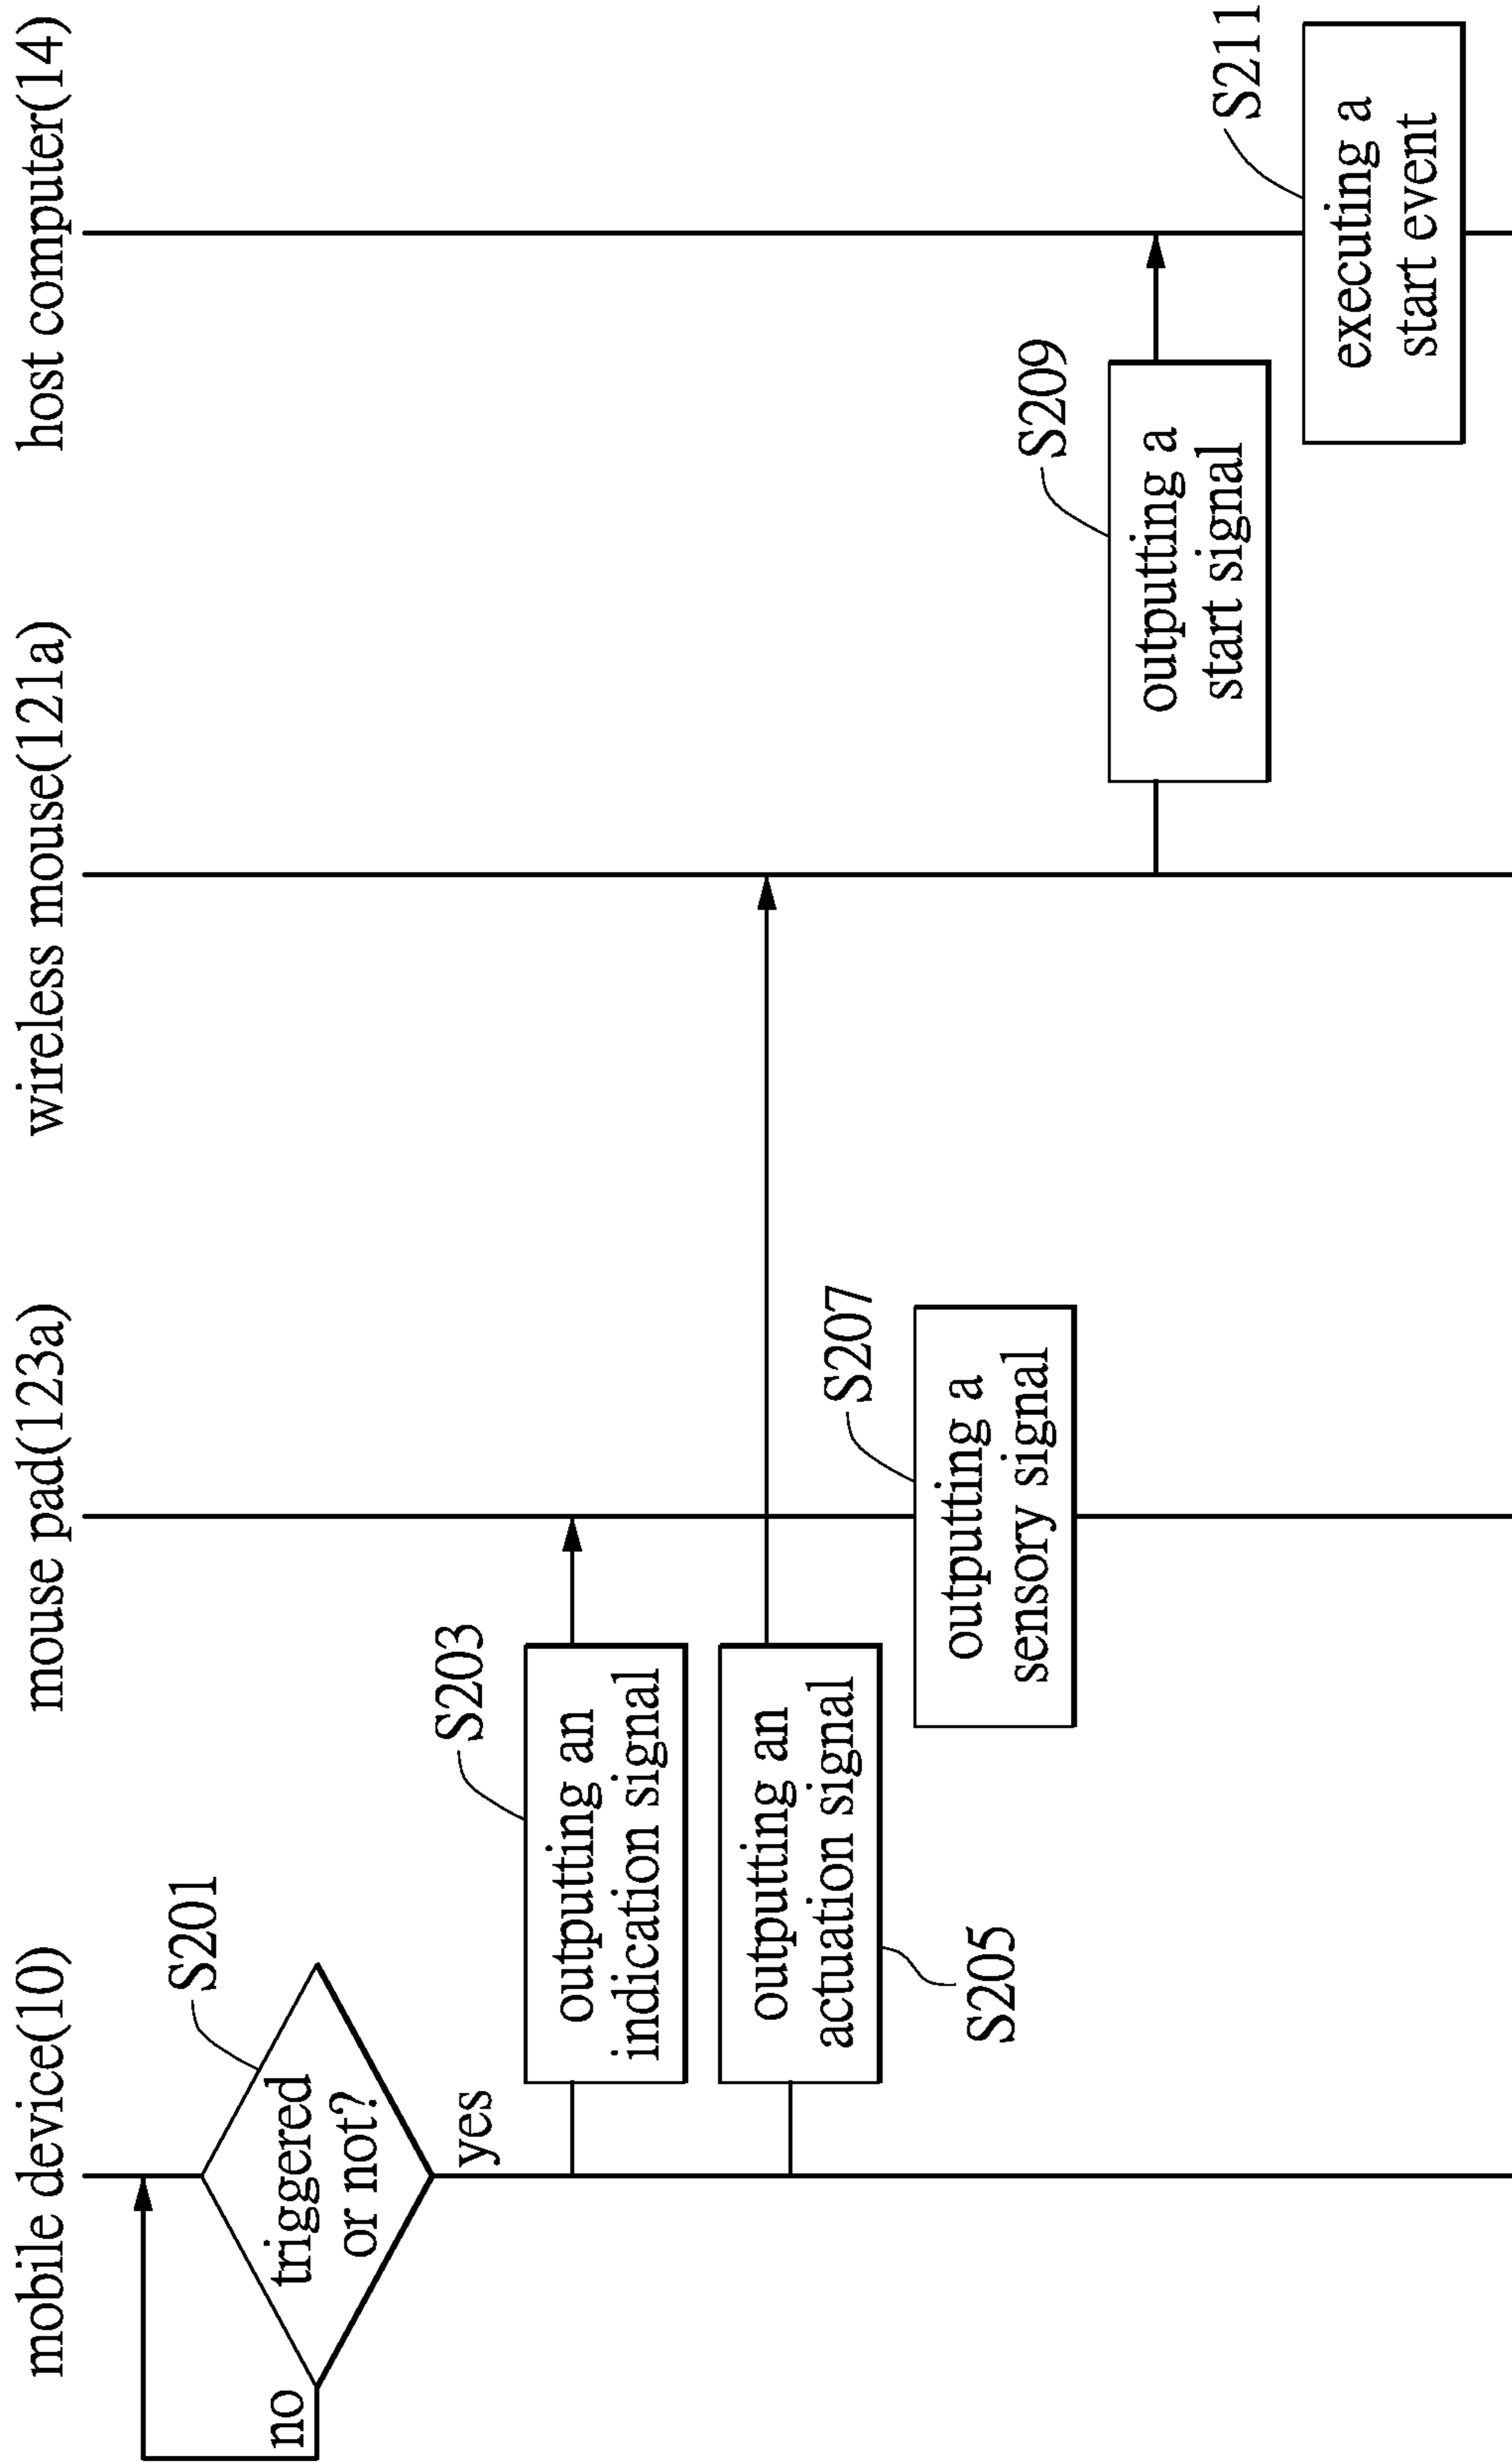 mobile device(10)
mouse pad(123a)
wireless mouse(121a)
host computer(14)
S201
triggered
or not?
no
yes
S203
outputting an
indication signal
outputting an
actuation signal
S205
S207
outputting a
sensory signal
S209
outputting a
start signal
S211
executing a
start event